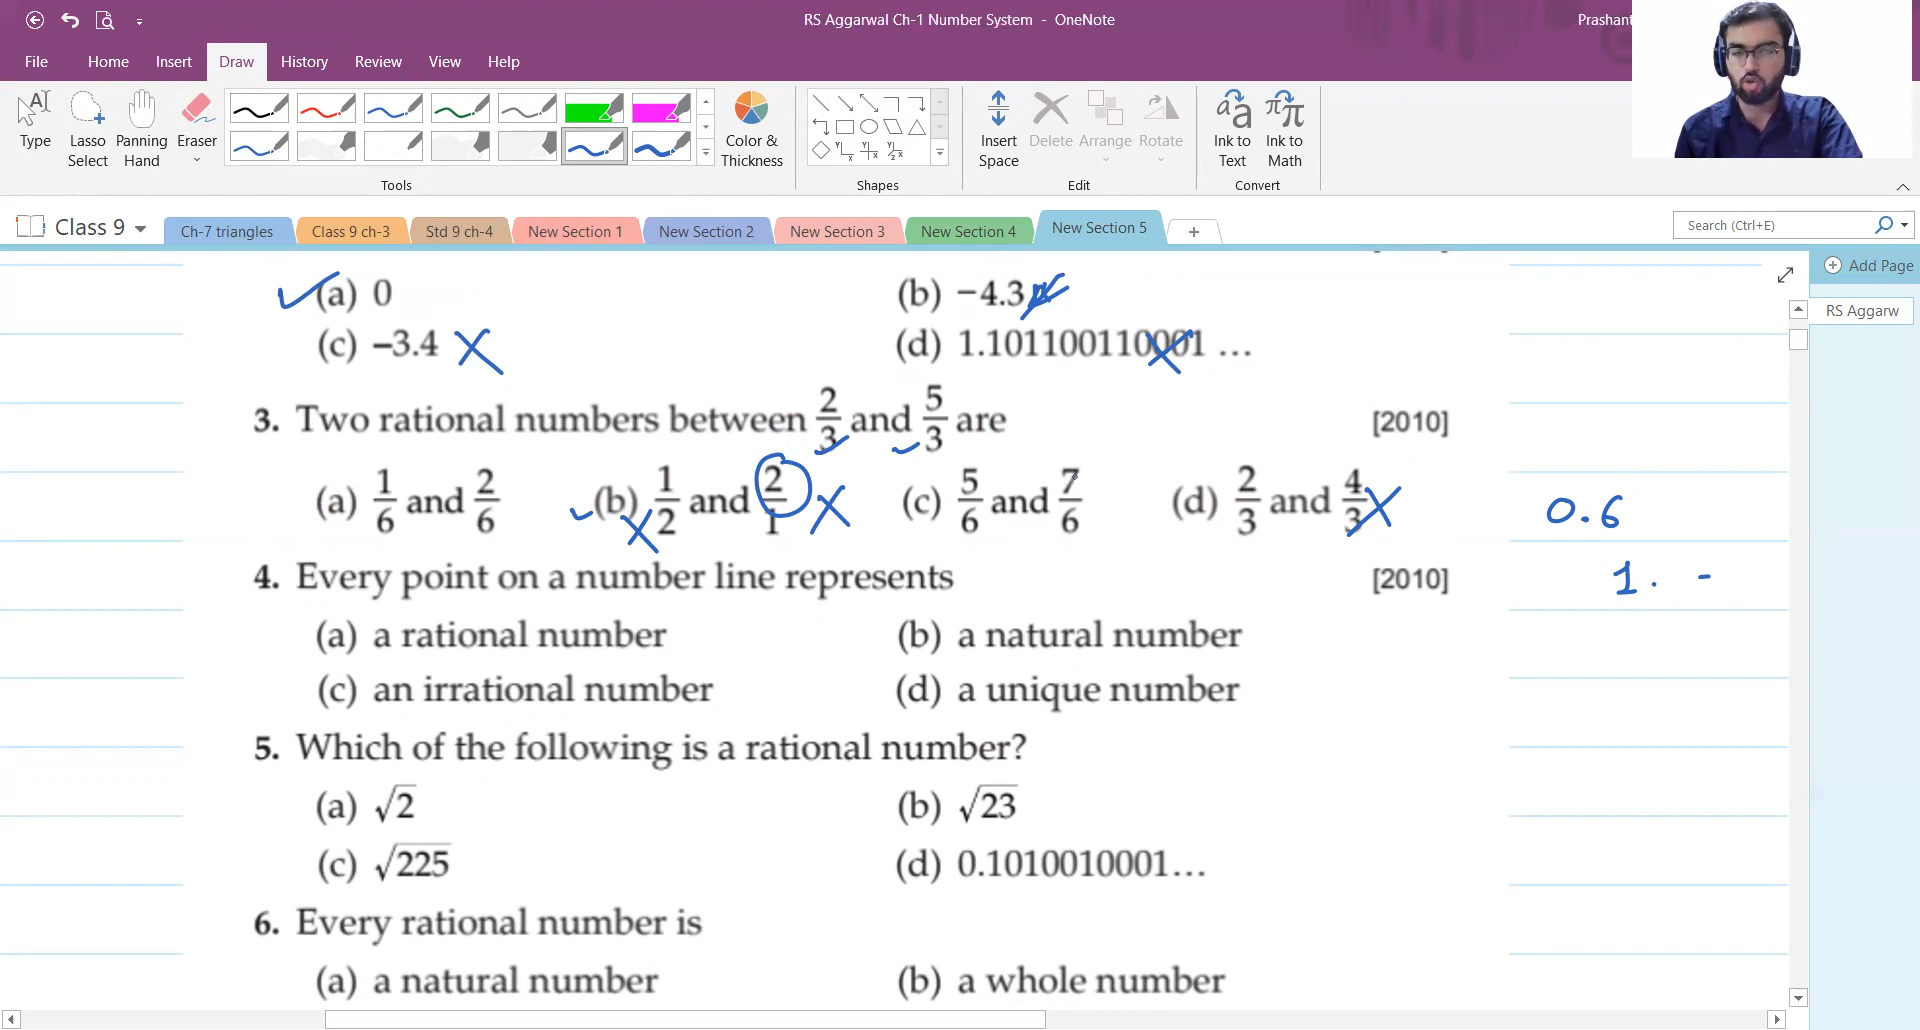 RS Aggarwal Ch-1 Number System - OneNote
Prashant
File Home Insert Draw History Review View Help
Type
Lasso Select
Panning Hand
Eraser
Color & Thickness
Insert Space
Delete
Arrange
Rotate
Ink to Text
Ink to Math
Tools Shapes Edit Convert
Class 9
Ch-7 triangles Class 9 ch-3 Std 9 ch-4 New Section 1 New Section 2 New Section 3 New Section 4 New Section 5 +
Search (Ctrl+E)
Add Page
RS Aggarw
(a) 0 (b) −4.3
(c) −3.4 (d) 1.101100110001 ...
3. Two rational numbers between 2/3 and 5/3 are [2010]
(a) 1/6 and 2/6 (b) 1/2 and 2/1 (c) 5/6 and 7/6 (d) 2/3 and 4/3
0.6
1. -
4. Every point on a number line represents [2010]
(a) a rational number (b) a natural number
(c) an irrational number (d) a unique number
5. Which of the following is a rational number?
(a) √2 (b) √23
(c) √225 (d) 0.1010010001...
6. Every rational number is
(a) a natural number (b) a whole number